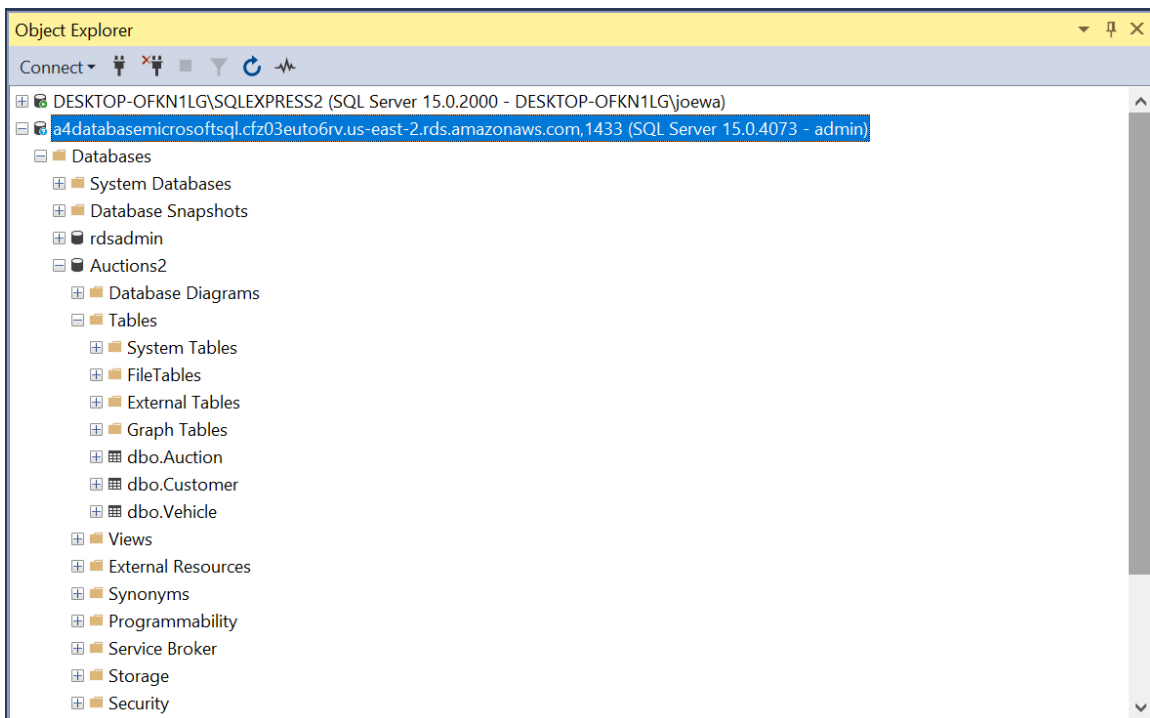 Object Explorer
Connect
DESKTOP-OFKN1LG\SQLEXPRESS2 (SQL Server 15.0.2000 - DESKTOP-OFKN1LG\joewa)
a4databasemicrosoftsql.cfz03euto6rv.us-east-2.rds.amazonaws.com,1433 (SQL Server 15.0.4073 - admin)
Databases
System Databases
Database Snapshots
rdsadmin
Auctions2
Database Diagrams
Tables
System Tables
FileTables
External Tables
Graph Tables
dbo.Auction
dbo.Customer
dbo.Vehicle
Views
External Resources
Synonyms
Programmability
Service Broker
Storage
Security